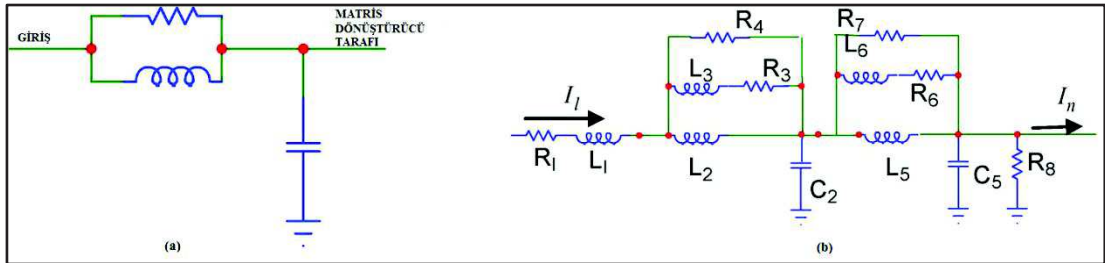 GİRİŞ
MATRİS
DÖNÜŞTÜRÜCÜ
TARAFI
(a)
R4
L3
R3
Il
Rl
Ll
L2
C2
R7
L6
R6
In
L5
C5
R8
(b)